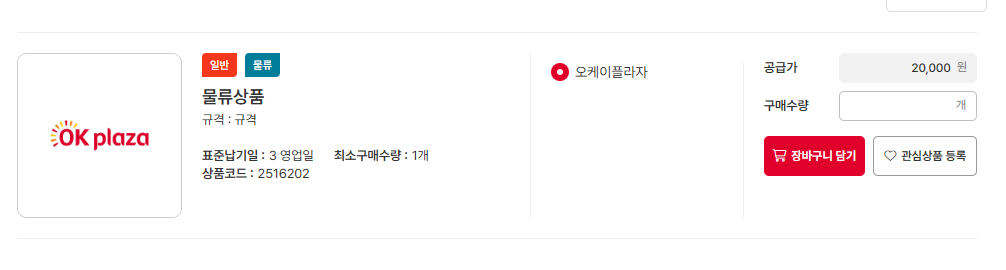 OK plaza
일반 물류
물류상품
규격 : 규격
표준납기일 : 3 영업일 최소구매수량 : 1개
상품코드 : 2516202
오케이플라자
공급가 20,000 원
구매수량 개
장바구니 담기 관심상품 등록